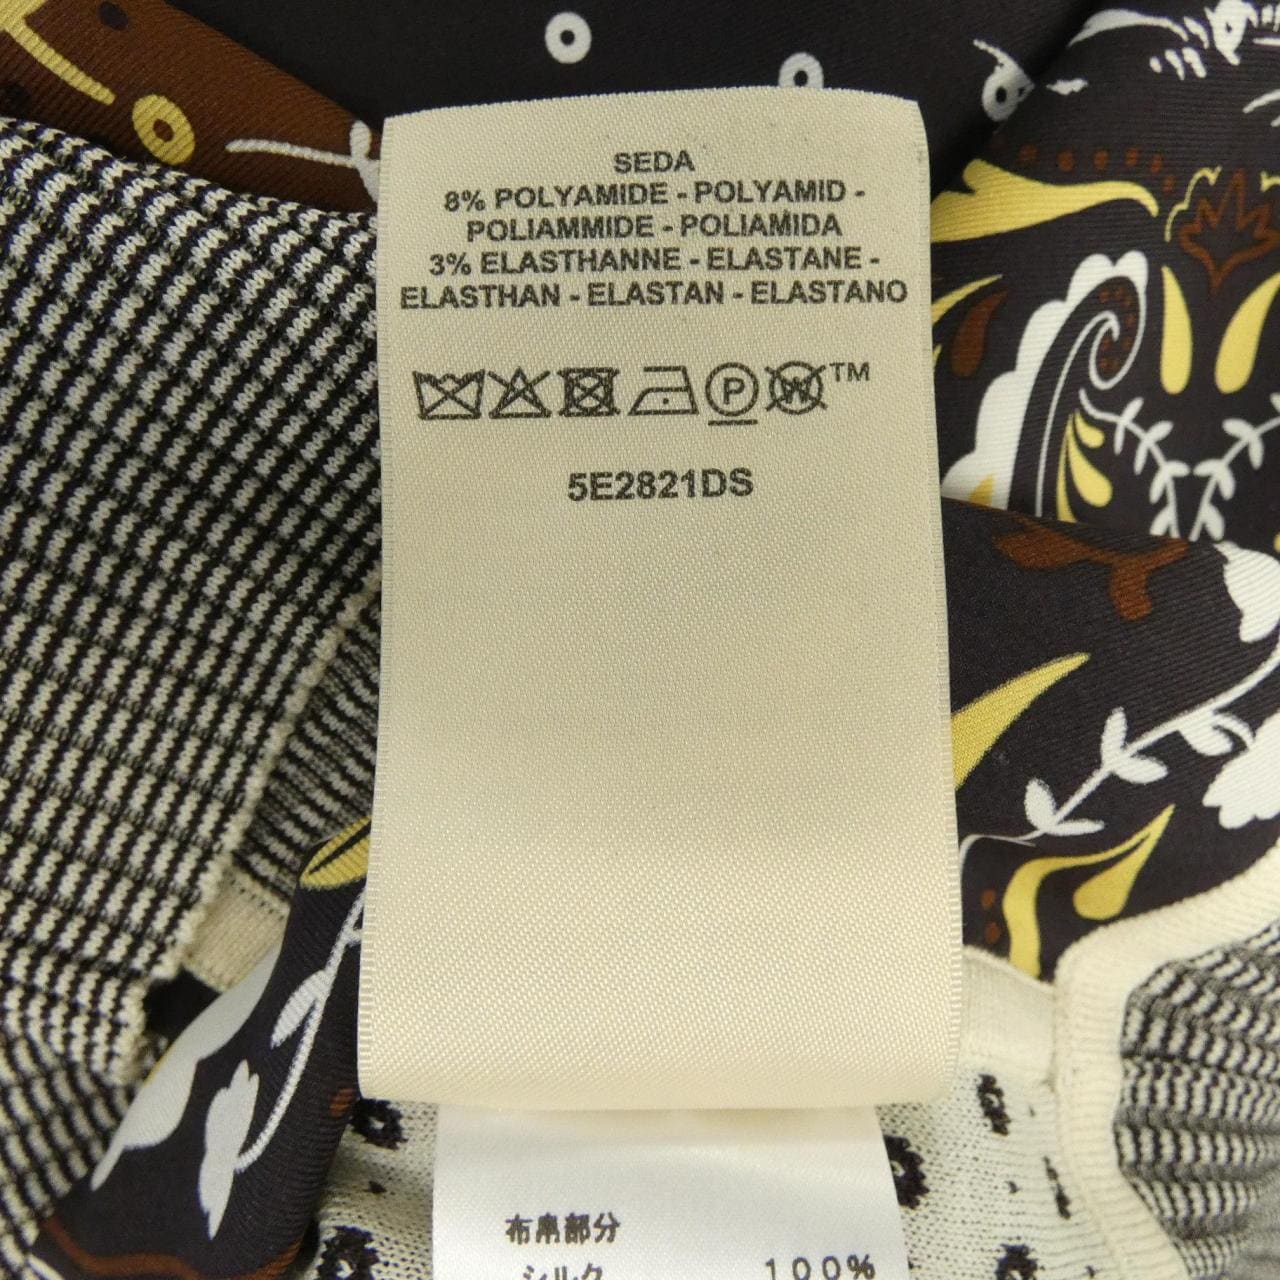 SEDA
8% POLYAMIDE - POLYAMID -
POLIAMMIDE - POLIAMIDA
3% ELASTHANNE - ELASTANE -
ELASTHAN - ELASTAN - ELASTANO
P W™
5E2821DS
布帛部分
シルク 100%